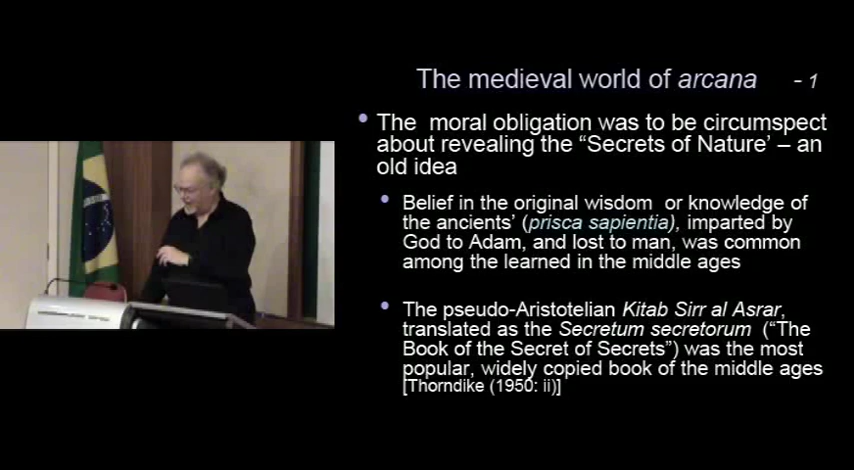 The medieval world of arcana - 1
• The moral obligation was to be circumspect
about revealing the “Secrets of Nature’ – an
old idea
• Belief in the original wisdom or knowledge of
the ancients’ (prisca sapientia), imparted by
God to Adam, and lost to man, was common
among the learned in the middle ages
• The pseudo-Aristotelian Kitab Sirr al Asrar,
translated as the Secretum secretorum (“The
Book of the Secret of Secrets”) was the most
popular, widely copied book of the middle ages
[Thorndike (1950: ii)]